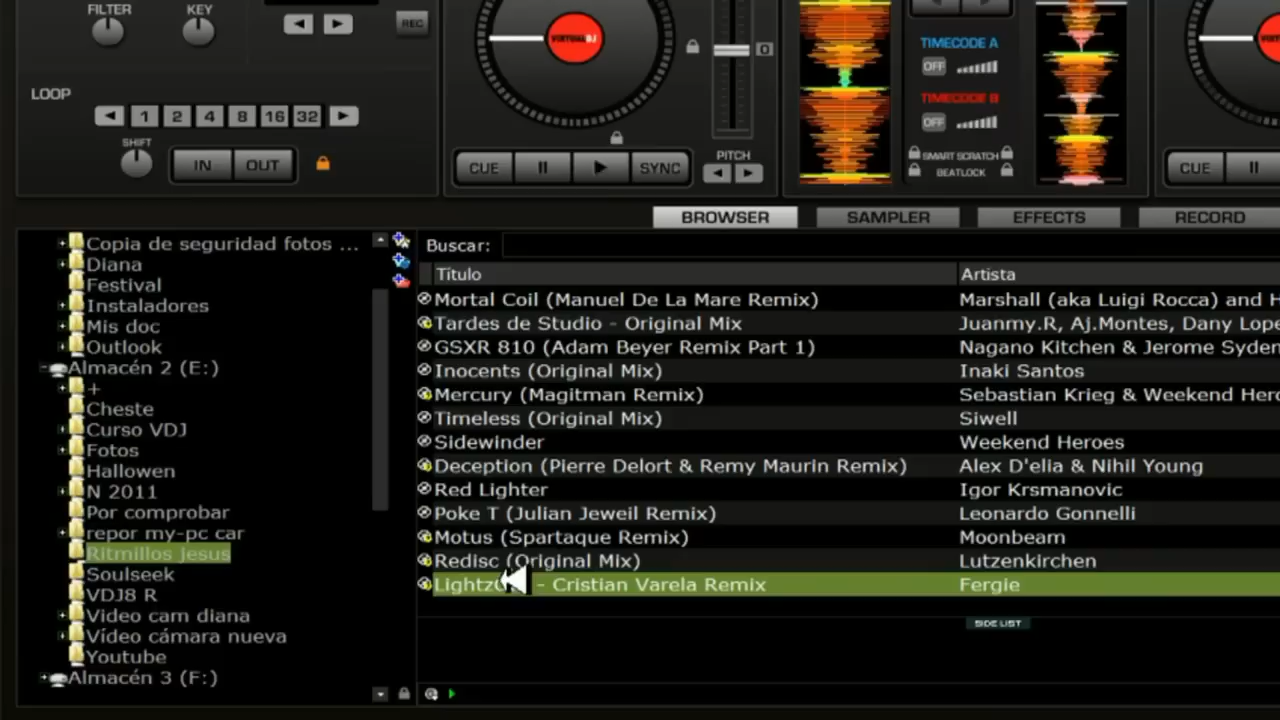 FILTER
KEY
REC
LOOP
1 2 4 8 16 32
SHIFT
IN OUT
VIRTUALDJ
0
PITCH
CUE SYNC
TIMECODE A
OFF
TIMECODE B
OFF
SMART SCRATCH
BEATLOCK
CUE
BROWSER SAMPLER EFFECTS RECORD
Copia de seguridad fotos ...
Diana
Festival
Instaladores
Mis doc
Outlook
Almacén 2 (E:)
+
Cheste
Curso VDJ
Fotos
Hallowen
N 2011
Por comprobar
repor my-pc car
Ritmillos Jesus
Soulseek
VDJ8 R
Video cam diana
Vídeo cámara nueva
Youtube
Almacén 3 (F:)
Buscar:
Título Artista
Mortal Coil (Manuel De La Mare Remix) Marshall (aka Luigi Rocca) and H
Tardes de Studio - Original Mix Juanmy.R, Aj.Montes, Dany Lope
GSXR 810 (Adam Beyer Remix Part 1) Nagano Kitchen & Jerome Syden
Inocents (Original Mix) Inaki Santos
Mercury (Magitman Remix) Sebastian Krieg & Weekend Hero
Timeless (Original Mix) Siwell
Sidewinder Weekend Heroes
Deception (Pierre Delort & Remy Maurin Remix) Alex D'elia & Nihil Young
Red Lighter Igor Krsmanovic
Poke T (Julian Jeweil Remix) Leonardo Gonnelli
Motus (Spartaque Remix) Moonbeam
Redisc (Original Mix) Lutzenkirchen
- Cristian Varela Remix Fergie
SIDE LIST